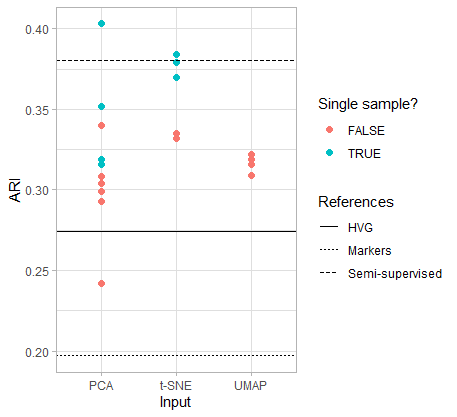 0.40
0.35
0.30
0.25
0.20
ARI
PCA
t-SNE
UMAP
Input
Single sample?
FALSE
TRUE
References
HVG
Markers
Semi-supervised